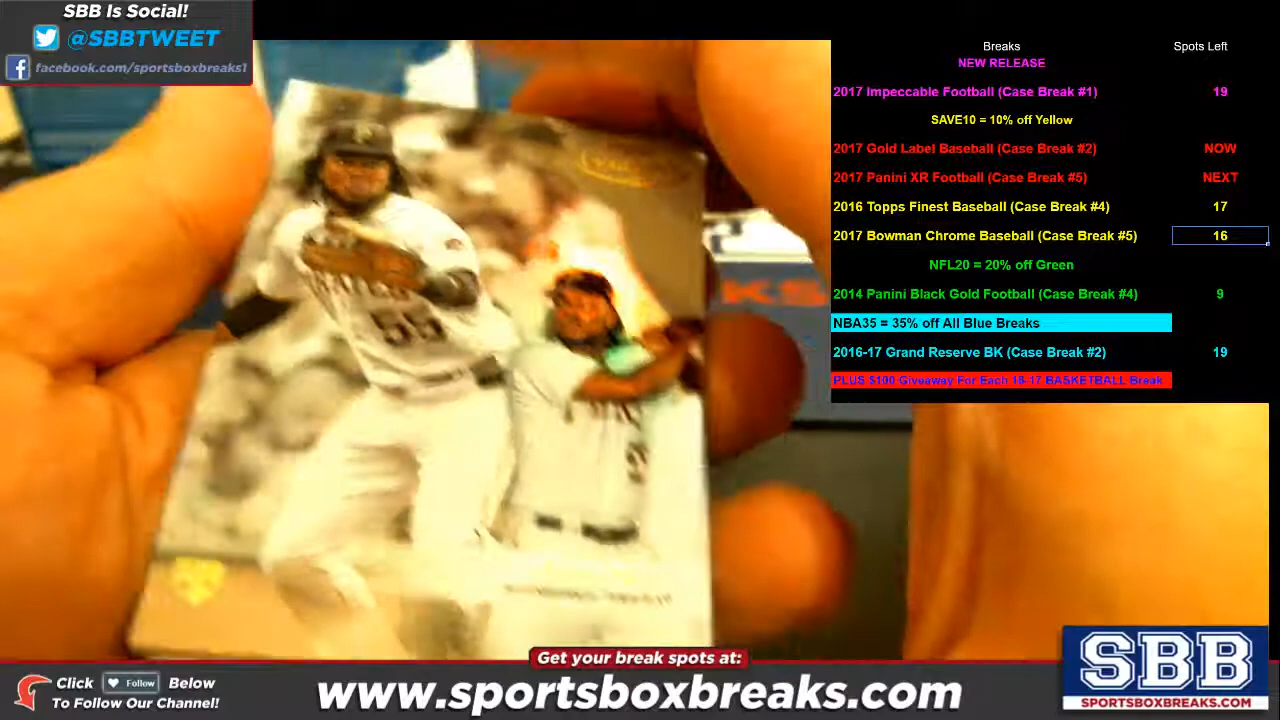 SBB Is Social!
@SBBTWEET
facebook.com/sportsboxbreaks1
Breaks Spots Left
NEW RELEASE
2017 Impeccable Football (Case Break #1) 19
SAVE10 = 10% off Yellow
2017 Gold Label Baseball (Case Break #2) NOW
2017 Panini XR Football (Case Break #5) NEXT
2016 Topps Finest Baseball (Case Break #4) 17
2017 Bowman Chrome Baseball (Case Break #5) 16
NFL20 = 20% off Green
2014 Panini Black Gold Football (Case Break #4) 9
NBA35 = 35% off All Blue Breaks
2016-17 Grand Reserve BK (Case Break #2) 19
PLUS $100 Giveaway For Each 16-17 BASKETBALL Break
55
Get your break spots at:
Click Follow Below
To Follow Our Channel!
www.sportsboxbreaks.com
SBB
SPORTSBOXBREAKS.COM